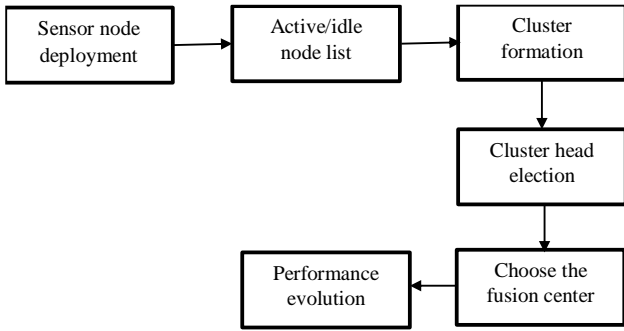 Sensor node
deployment
Active/idle
node list
Cluster
formation
Cluster head
election
Choose the
fusion center
Performance
evolution